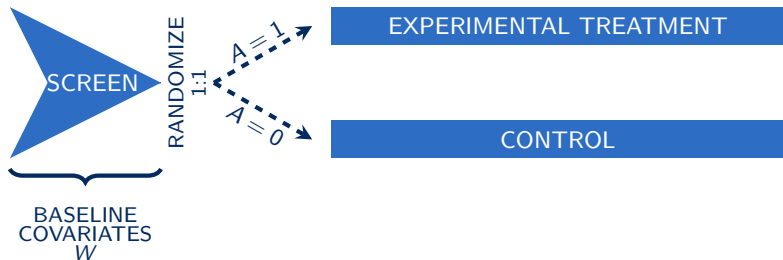 SCREEN
RANDOMIZE
1:1
A = 1
A = 0
EXPERIMENTAL TREATMENT
CONTROL
BASELINE
COVARIATES
W